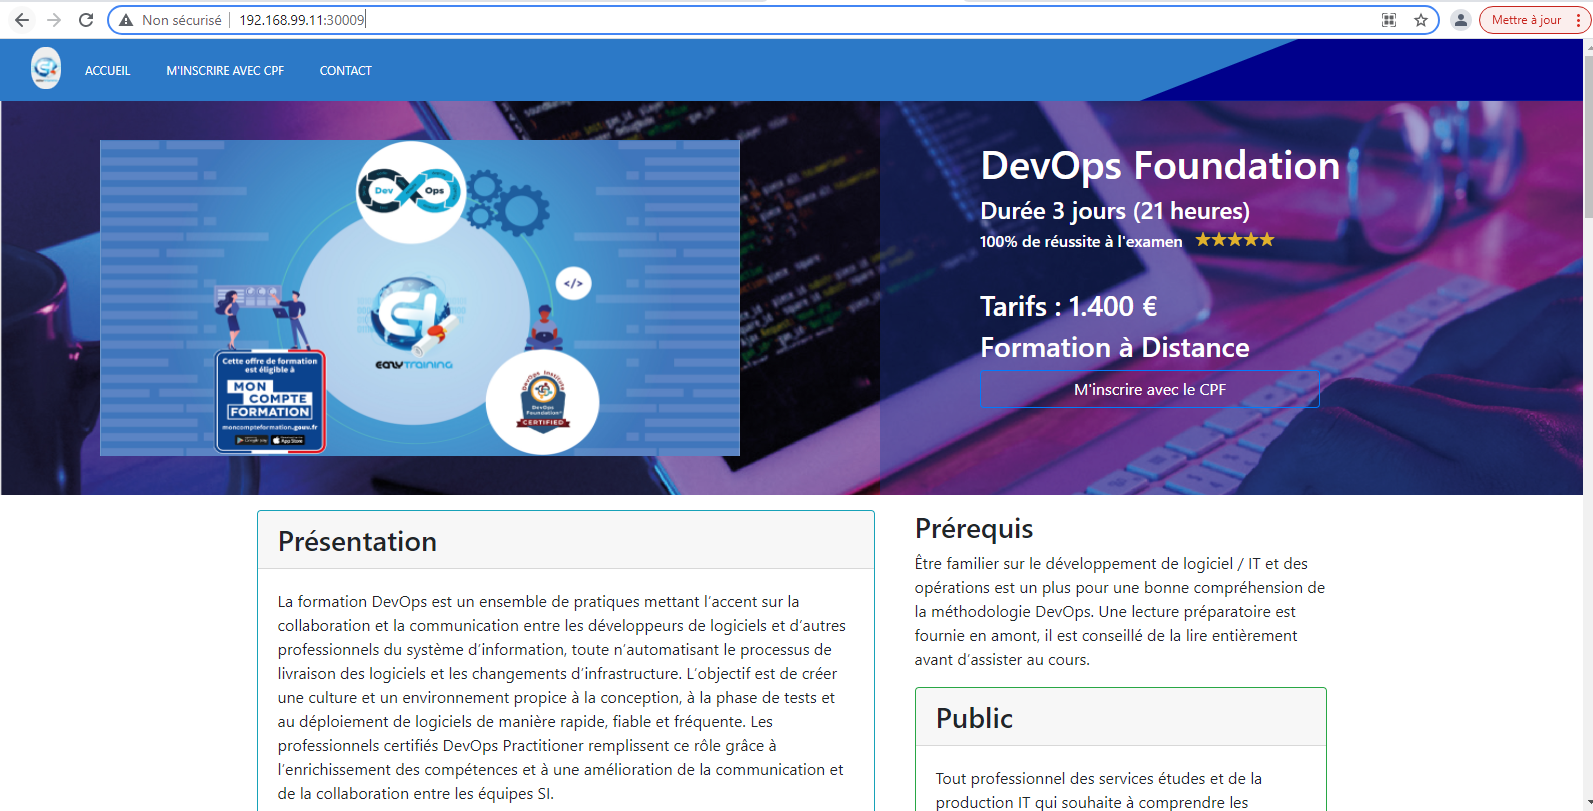 Non sécurisé
192.168.99.11:30009
Mettre à jour
ACCUEIL
M'INSCRIRE AVEC CPF
CONTACT
Dev Ops
</>
EAZYTRAINING
Cette offre de formation
est éligible à
MON
COMPTE
FORMATION
moncompteformation.gouv.fr
DevOps Institute
DevOps
Foundation
CERTIFIED
DevOps Foundation
Durée 3 jours (21 heures)
100% de réussite à l'examen
Tarifs : 1.400 €
Formation à Distance
M'inscrire avec le CPF
Présentation
La formation DevOps est un ensemble de pratiques mettant l’accent sur la
collaboration et la communication entre les développeurs de logiciels et d’autres
professionnels du système d’information, toute n’automatisant le processus de
livraison des logiciels et les changements d’infrastructure. L’objectif est de créer
une culture et un environnement propice à la conception, à la phase de tests et
au déploiement de logiciels de manière rapide, fiable et fréquente. Les
professionnels certifiés DevOps Practitioner remplissent ce rôle grâce à
l’enrichissement des compétences et à une amélioration de la communication et
de la collaboration entre les équipes SI.
Prérequis
Être familier sur le développement de logiciel / IT et des
opérations est un plus pour une bonne compréhension de
la méthodologie DevOps. Une lecture préparatoire est
fournie en amont, il est conseillé de la lire entièrement
avant d’assister au cours.
Public
Tout professionnel des services études et de la
production IT qui souhaite à comprendre les